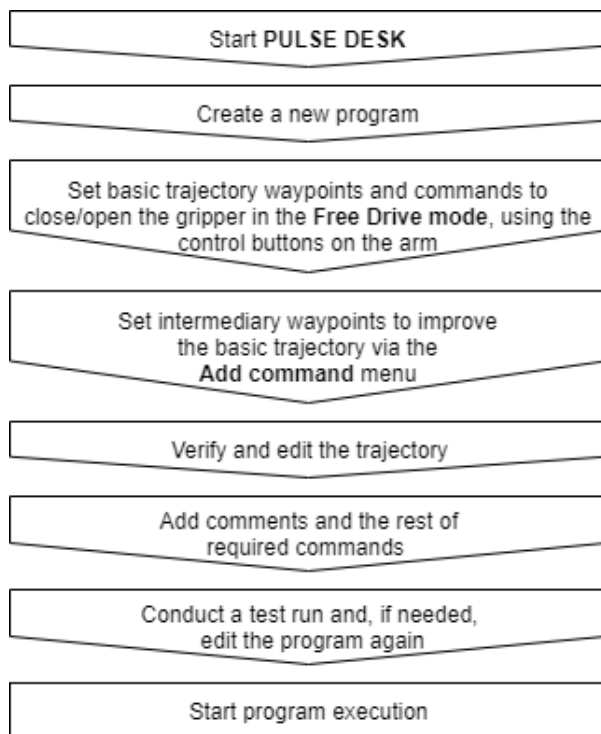 Start PULSE DESK
Create a new program
Set basic trajectory waypoints and commands to
close/open the gripper in the Free Drive mode, using the
control buttons on the arm
Set intermediary waypoints to improve
the basic trajectory via the
Add command menu
Verify and edit the trajectory
Add comments and the rest of
required commands
Conduct a test run and, if needed,
edit the program again
Start program execution